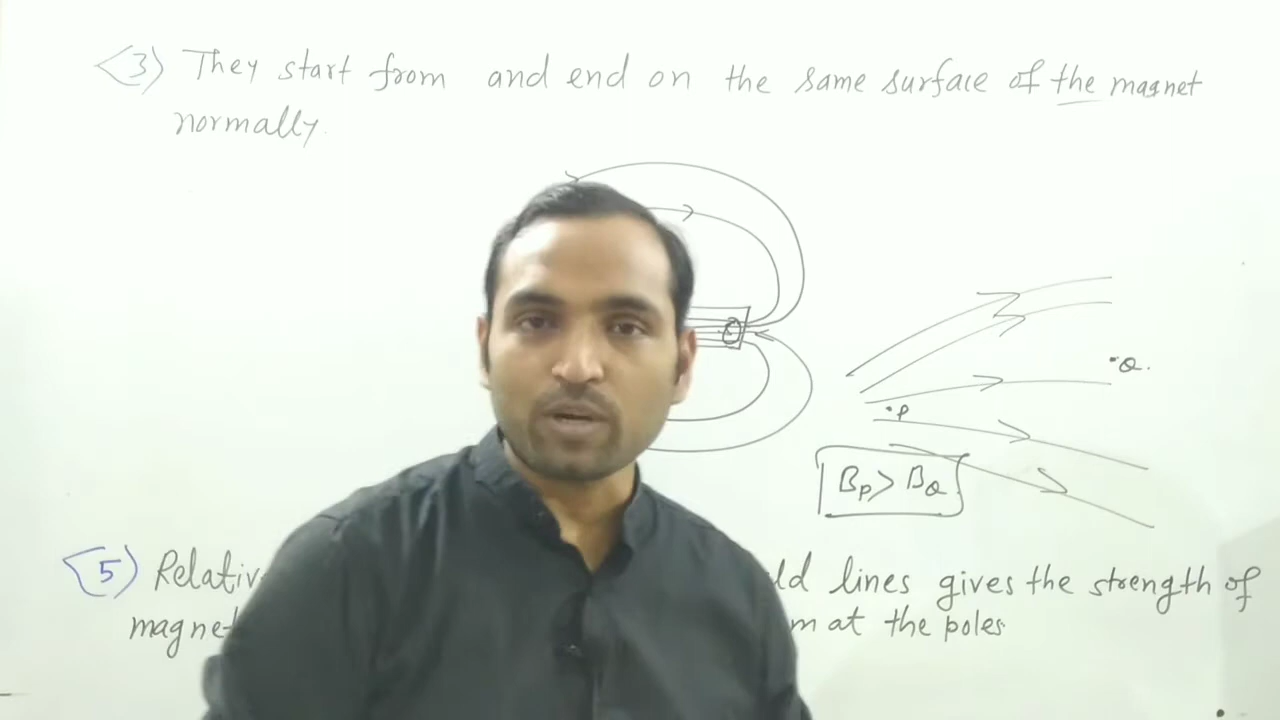 (3) They start from and end on the same surface of the magnet
normally.
.Q.
.P
Bp > BQ
(5) Relativ ld lines gives the strength of
magnet m at the poles